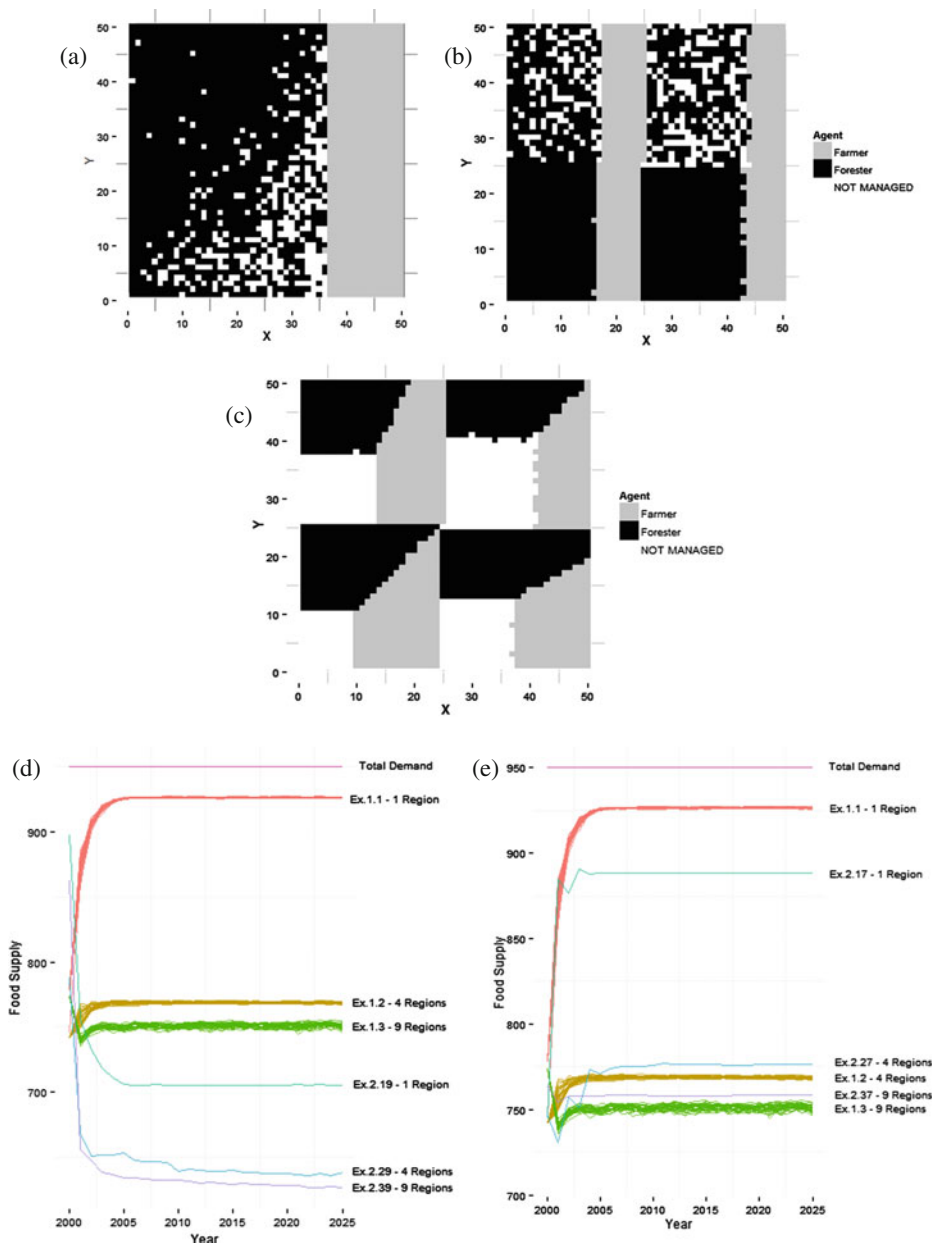 (a)
50
40
30
Y
20
10
0
0 10 20 30 40 50
X
(b)
50
40
30
Y
20
10
0
0 10 20 30 40 50
X
Agent
Farmer
Forester
NOT MANAGED
(c)
50
40
30
Y
20
10
0
0 10 20 30 40 50
X
Agent
Farmer
Forester
NOT MANAGED
(d)
Total Demand
Ex.1.1 - 1 Region
900
800
Food Supply
Ex.1.2 - 4 Regions
Ex.1.3 - 9 Regions
Ex.2.19 - 1 Region
700
Ex.2.29 - 4 Regions
Ex.2.39 - 9 Regions
2000 2005 2010 2015 2020 2025
Year
(e)
950
Total Demand
Ex.1.1 - 1 Region
900
Ex.2.17 - 1 Region
850
Food Supply
800
Ex.2.27 - 4 Regions
Ex.1.2 - 4 Regions
Ex.2.37 - 9 Regions
750
Ex.1.3 - 9 Regions
700
2000 2005 2010 2015 2020 2025
Year